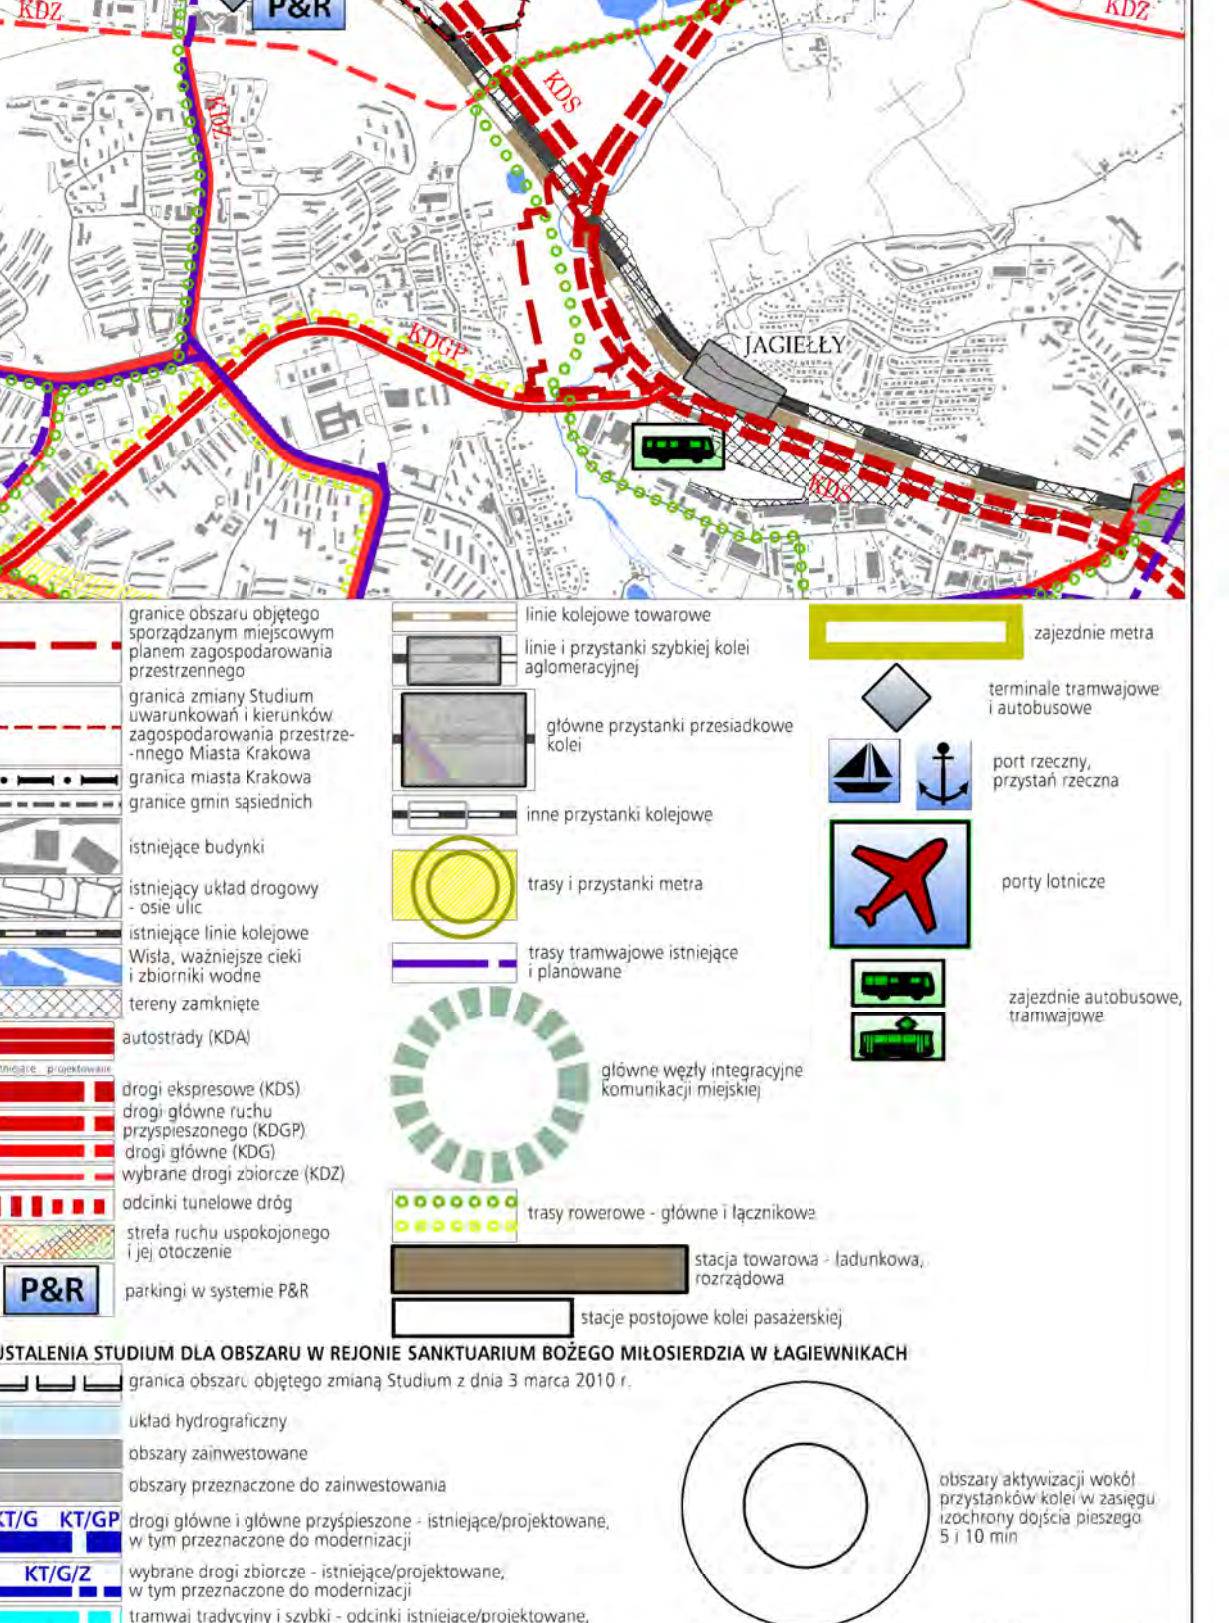 KDZ
P&R
KDZ
KDZ
KDS
KDGP
JAGIEŁŁY
KDS
granice obszaru objętego
sporządzanym miejscowym
planem zagospodarowania
przestrzennego
granica zmiany Studium
uwarunkowań i kierunków
zagospodarowania przestrze-
-nnego Miasta Krakowa
granica miasta Krakowa
granice gmin sąsiednich
istniejące budynki
istniejący układ drogowy
- osie ulic
istniejące linie kolejowe
Wisła, ważniejsze cieki
i zbiorniki wodne
tereny zamknięte
autostrady (KDA)
projektowane
drogi ekspresowe (KDS)
drogi główne ruchu
przyspieszonego (KDGP)
drogi główne (KDG)
wybrane drogi zbiorcze (KDZ)
odcinki tunelowe dróg
strefa ruchu uspokojonego
i jej otoczenie
P&R
parkingi w systemie P&R
linie kolejowe towarowe
linie i przystanki szybkiej kolei
aglomeracyjnej
główne przystanki przesiadkowe
kolei
inne przystanki kolejowe
trasy i przystanki metra
trasy tramwajowe istniejące
i planowane
główne węzły integracyjne
komunikacji miejskiej
trasy rowerowe - główne i łącznikowe
stacja towarowa - ładunkowa,
rozrządowa
stacje postojowe kolei pasażerskiej
zajezdnie metra
terminale tramwajowe
i autobusowe
port rzeczny,
przystań rzeczna
porty lotnicze
zajezdnie autobusowe,
tramwajowe
USTALENIA STUDIUM DLA OBSZARU W REJONIE SANKTUARIUM BOŻEGO MIŁOSIERDZIA W ŁAGIEWNIKACH
granica obszaru objętego zmianą Studium z dnia 3 marca 2010 r.
układ hydrograficzny
obszary zainwestowane
obszary przeznaczone do zainwestowania
KT/G KT/GP
drogi główne i główne przyśpieszone - istniejące/projektowane,
w tym przeznaczone do modernizacji
KT/G/Z
wybrane drogi zbiorcze - istniejące/projektowane,
w tym przeznaczone do modernizacji
tramwaj tradycyjny i szybki - odcinki istniejące/projektowane,
obszary aktywizacji wokół
przystanków kolei w zasięgu
izochrony dojścia pieszego
5 i 10 min